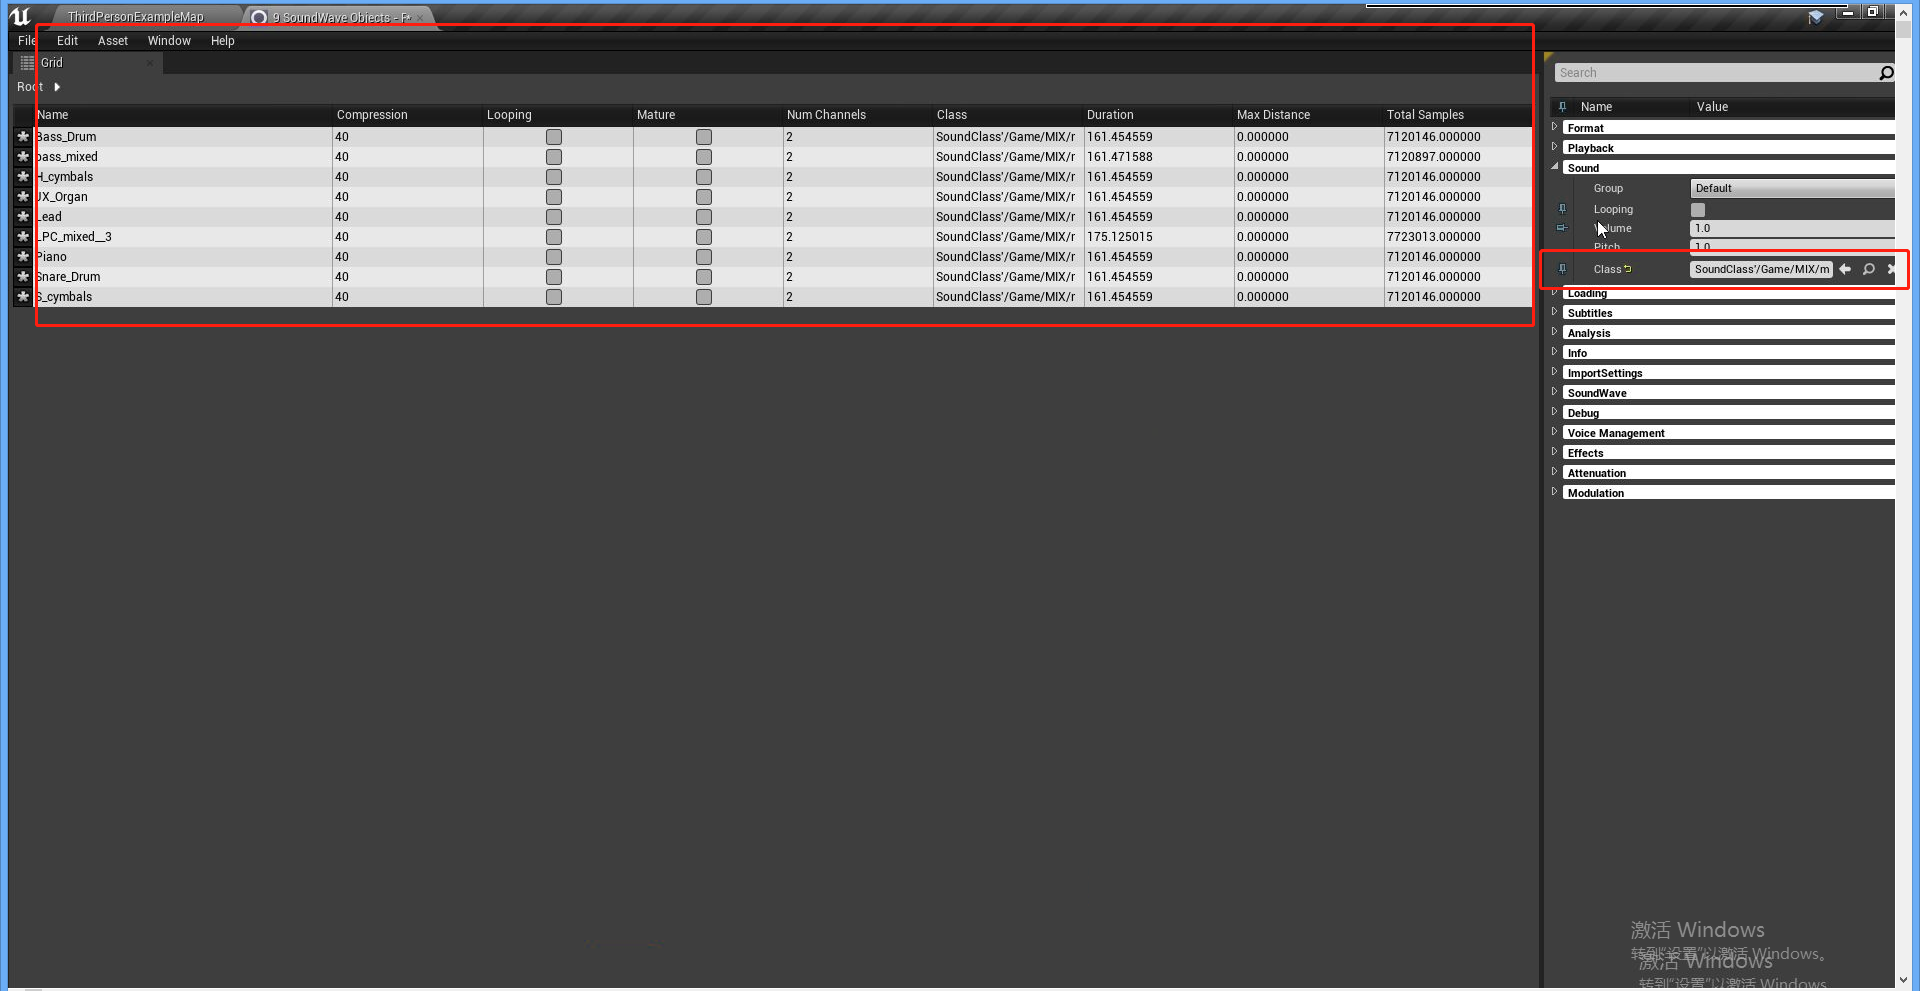 ThirdPersonExampleMap
9 SoundWave Objects - P*
File Edit Asset Window Help
Grid
Root
Search
Name Compression Looping Mature Num Channels Class Duration Max Distance Total Samples
Bass_Drum 40 2 SoundClass'/Game/MIX/r 161.454559 0.000000 7120146.000000
bass_mixed 40 2 SoundClass'/Game/MIX/r 161.471588 0.000000 7120897.000000
H_cymbals 40 2 SoundClass'/Game/MIX/r 161.454559 0.000000 7120146.000000
JX_Organ 40 2 SoundClass'/Game/MIX/r 161.454559 0.000000 7120146.000000
Lead 40 2 SoundClass'/Game/MIX/r 161.454559 0.000000 7120146.000000
LPC_mixed__3 40 2 SoundClass'/Game/MIX/r 175.125015 0.000000 7723013.000000
Piano 40 2 SoundClass'/Game/MIX/r 161.454559 0.000000 7120146.000000
Snare_Drum 40 2 SoundClass'/Game/MIX/r 161.454559 0.000000 7120146.000000
S_cymbals 40 2 SoundClass'/Game/MIX/r 161.454559 0.000000 7120146.000000
Name Value
Format
Playback
Sound
Group Default
Looping
Volume 1.0
Pitch 1.0
Class SoundClass'/Game/MIX/m
Loading
Subtitles
Analysis
Info
ImportSettings
SoundWave
Debug
Voice Management
Effects
Attenuation
Modulation
激活 Windows
转到"设置"以激活 Windows。
激活 Windows
转到"设置"以激活 Windows